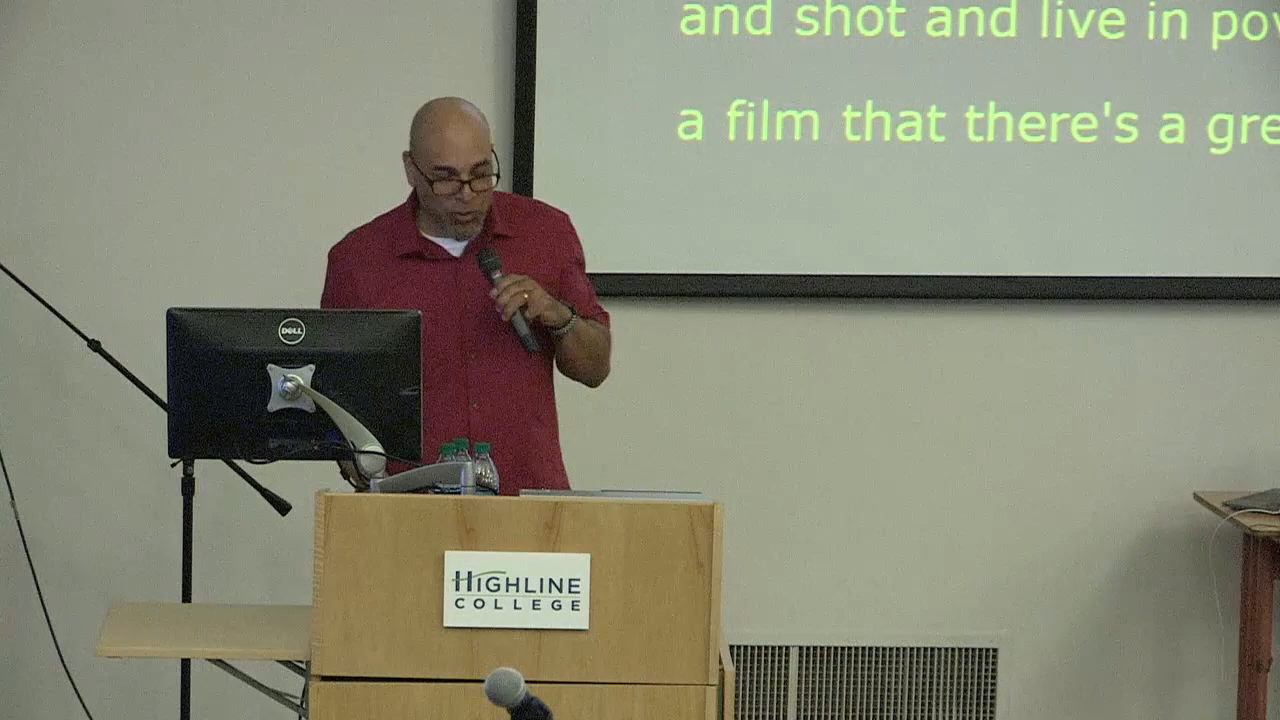 and shot and live in pov
a film that there's a gre
DELL
HIGHLINE
COLLEGE